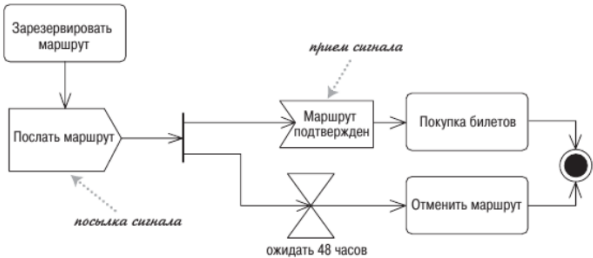 Зарезервировать
маршрут
прием сигнала
Послать маршрут
Маршрут
подтвержден
Покупка билетов
посылка сигнала
Отменить маршрут
ожидать 48 часов